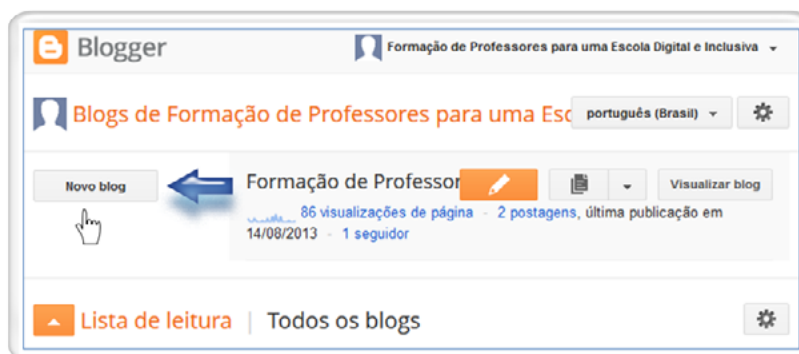 Blogger
Formação de Professores para uma Escola Digital e Inclusiva
Blogs de Formação de Professores para uma Esc
português (Brasil)
Novo blog
Formação de Professor
Visualizar blog
86 visualizações de página - 2 postagens, última publicação em
14/08/2013 - 1 seguidor
Lista de leitura | Todos os blogs